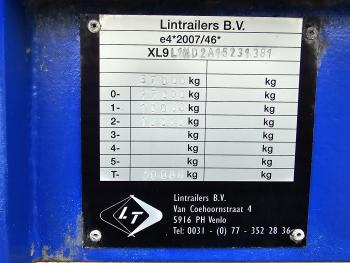 Lintrailers B.V.
e4*2007/46*
XL9
kg kg
0- kg kg
1- kg kg
2- kg kg
3- kg kg
4- kg kg
5- kg kg
T- kg kg
LT
Lintrailers B.V.
Van Coehoornstraat 4
5916 PH Venlo
Tel: 0031 - (0) 77 - 352 28 36